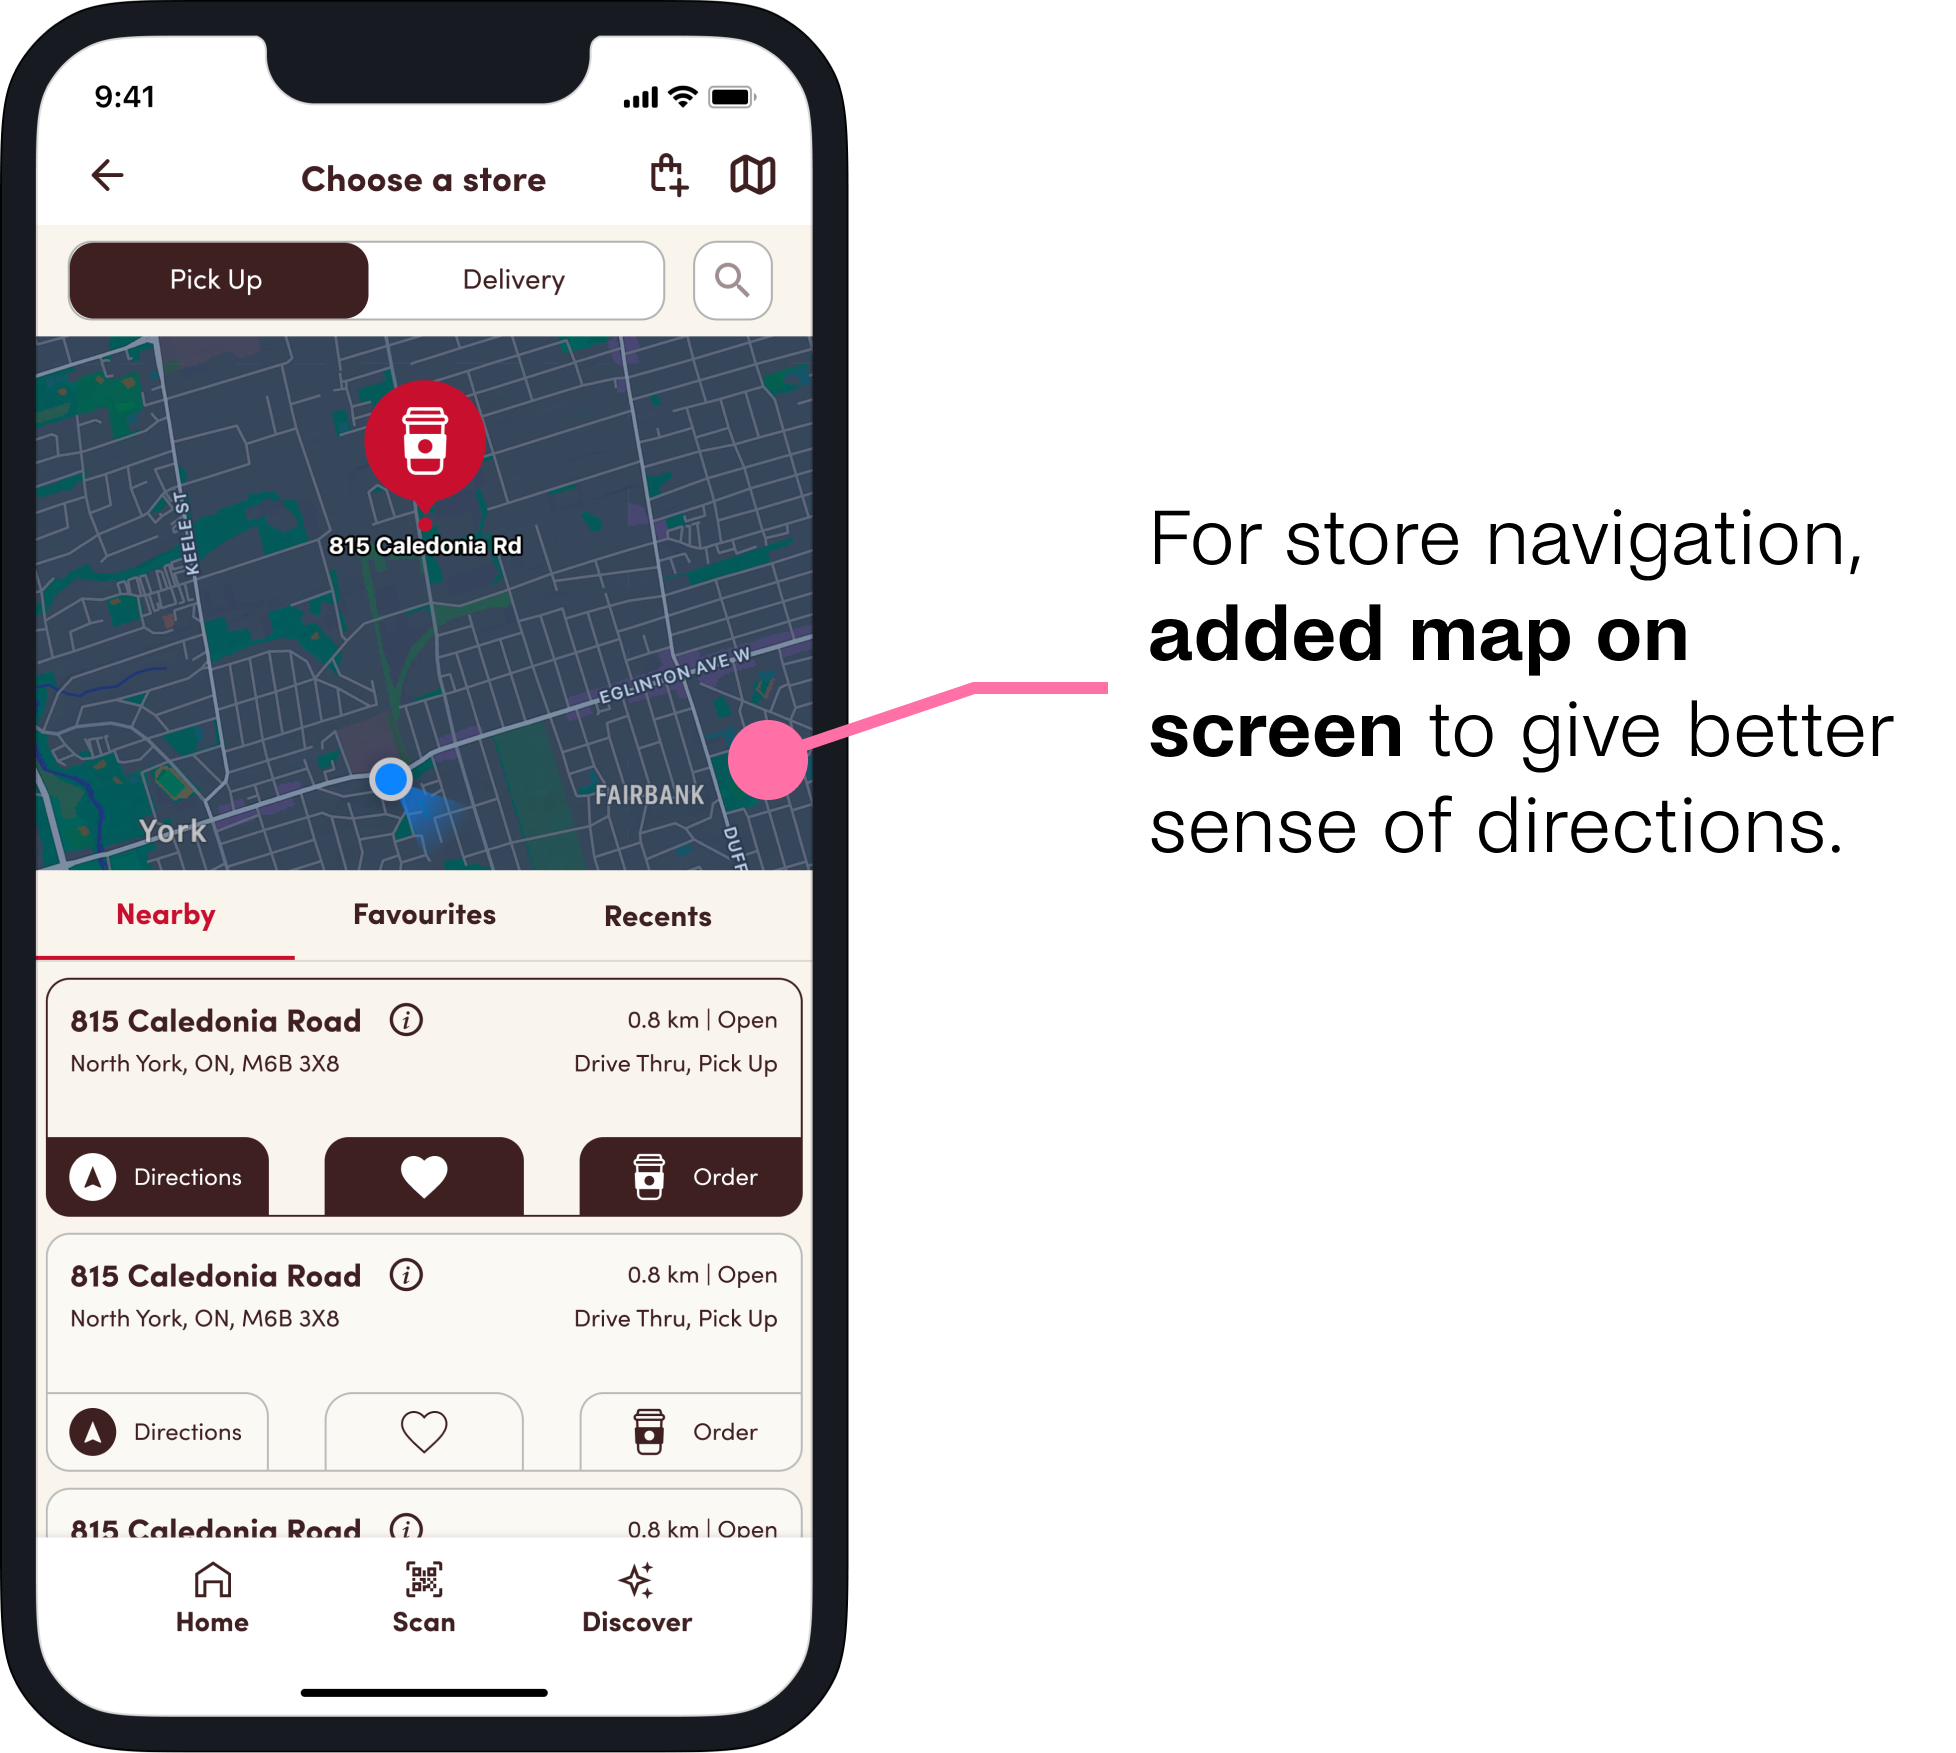 9:41
Choose a store
Pick Up
Delivery
KEELE ST
815 Caledonia Rd
EGLINTON AVE W
FAIRBANK
York
DUFF
Nearby
Favourites
Recents
815 Caledonia Road
0.8 km | Open
North York, ON, M6B 3X8
Drive Thru, Pick Up
Directions
Order
815 Caledonia Road
0.8 km | Open
North York, ON, M6B 3X8
Drive Thru, Pick Up
Directions
Order
815 Caledonia Road
0.8 km | Open
Home
Scan
Discover
For store navigation,
added map on
screen to give better
sense of directions.